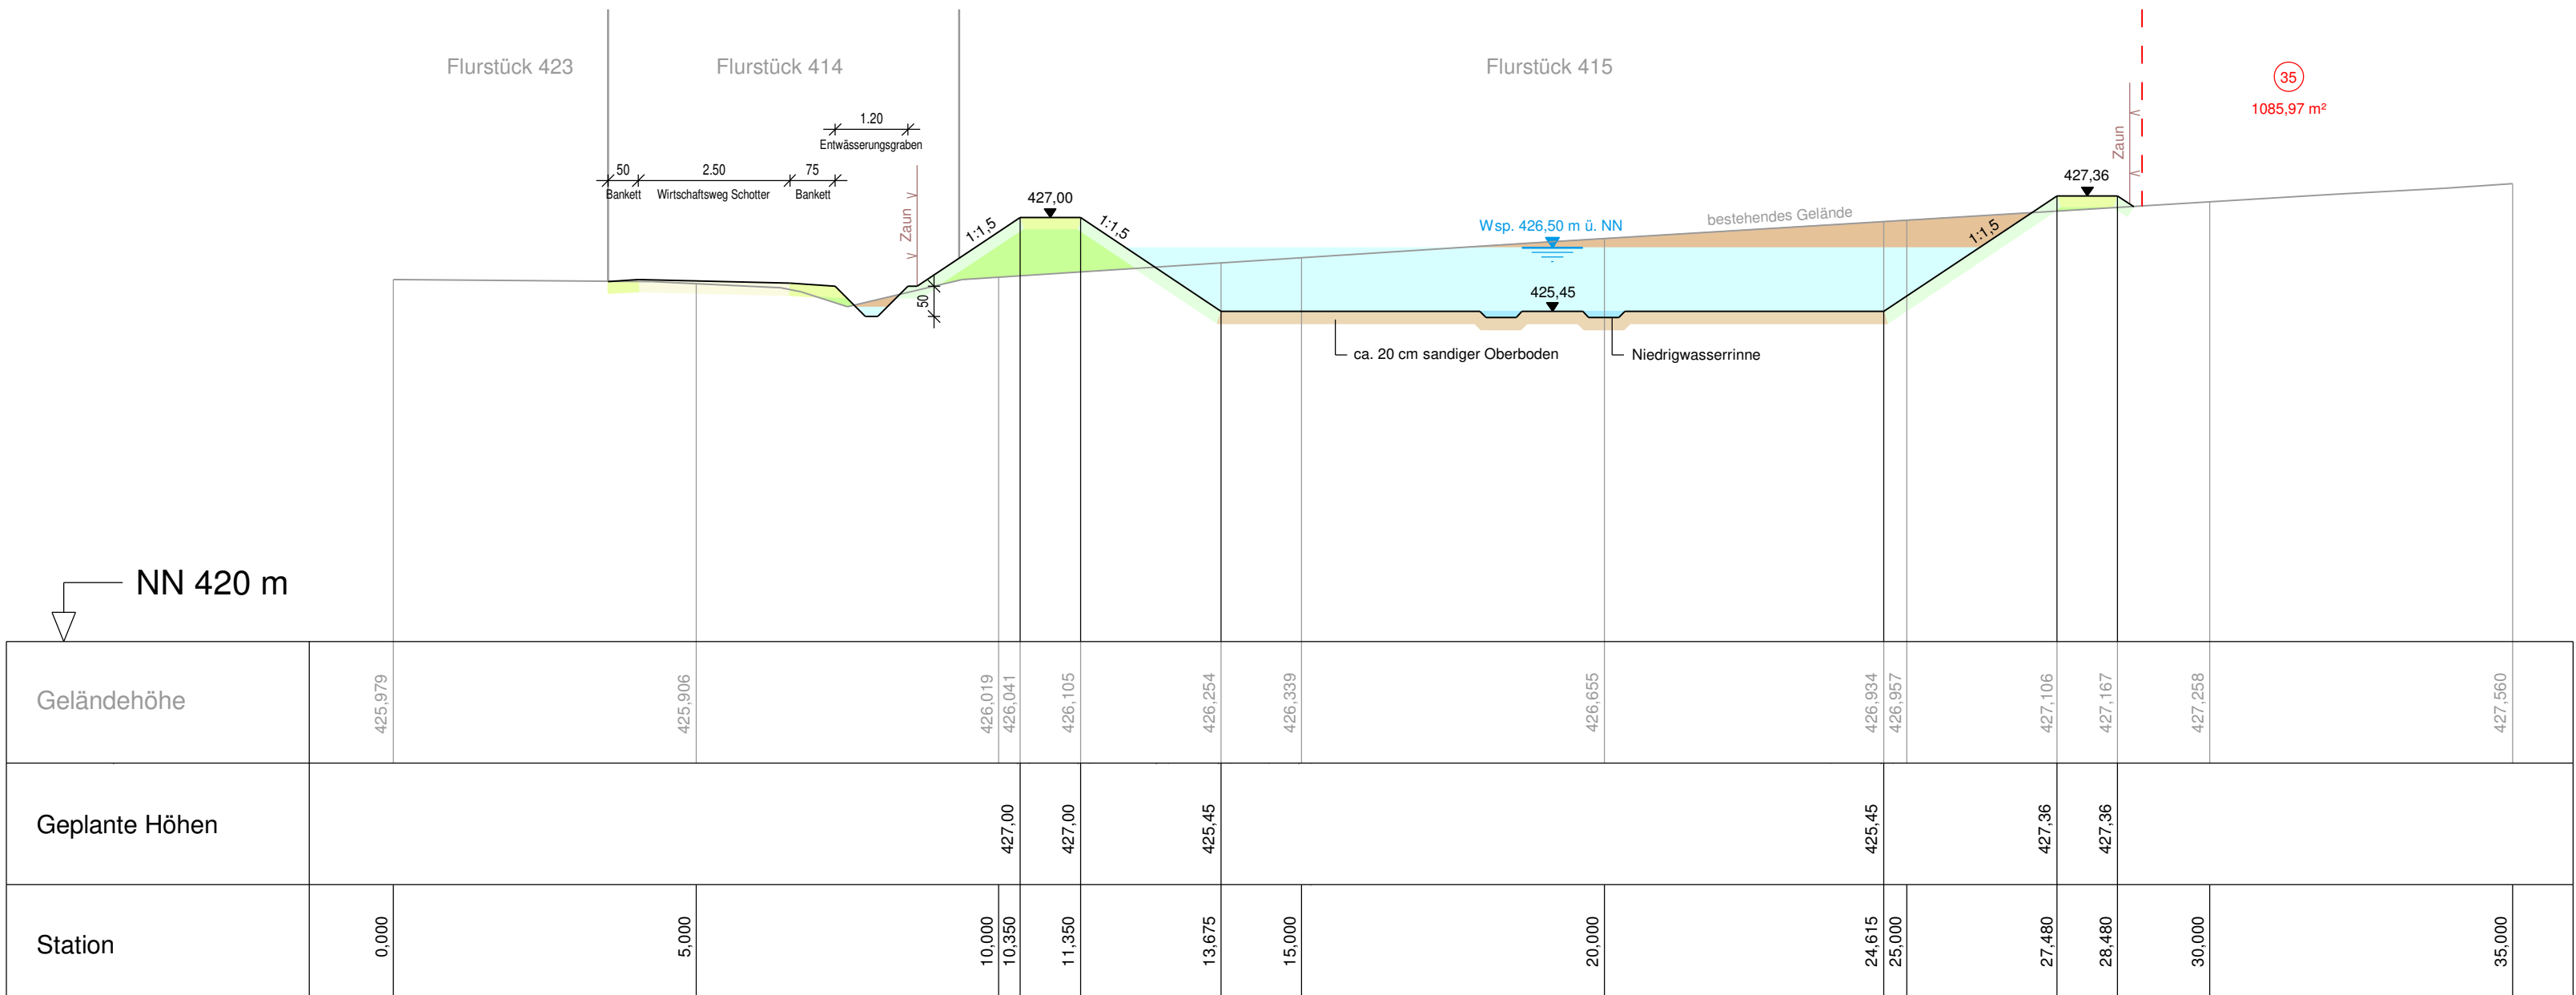 Flurstück 423
Flurstück 414
Flurstück 415
35
1085,97 m²
1.20
Entwässerungsgraben
50
2.50
75
Bankett
Wirtschaftsweg Schotter
Bankett
Zaun
50
1:1,5
427,00
1:1,5
Wsp. 426,50 m ü. NN
bestehendes Gelände
425,45
1:1,5
427,36
Zaun
ca. 20 cm sandiger Oberboden
Niedrigwasserrinne
NN 420 m
Geländehöhe
425,979
425,906
426,019
426,041
426,105
426,254
426,339
426,655
426,934
426,957
427,106
427,167
427,258
427,560
Geplante Höhen
427,00
427,00
425,45
425,45
427,36
427,36
Station
0,000
5,000
10,000
10,350
11,350
13,675
15,000
20,000
24,615
25,000
27,480
28,480
30,000
35,000